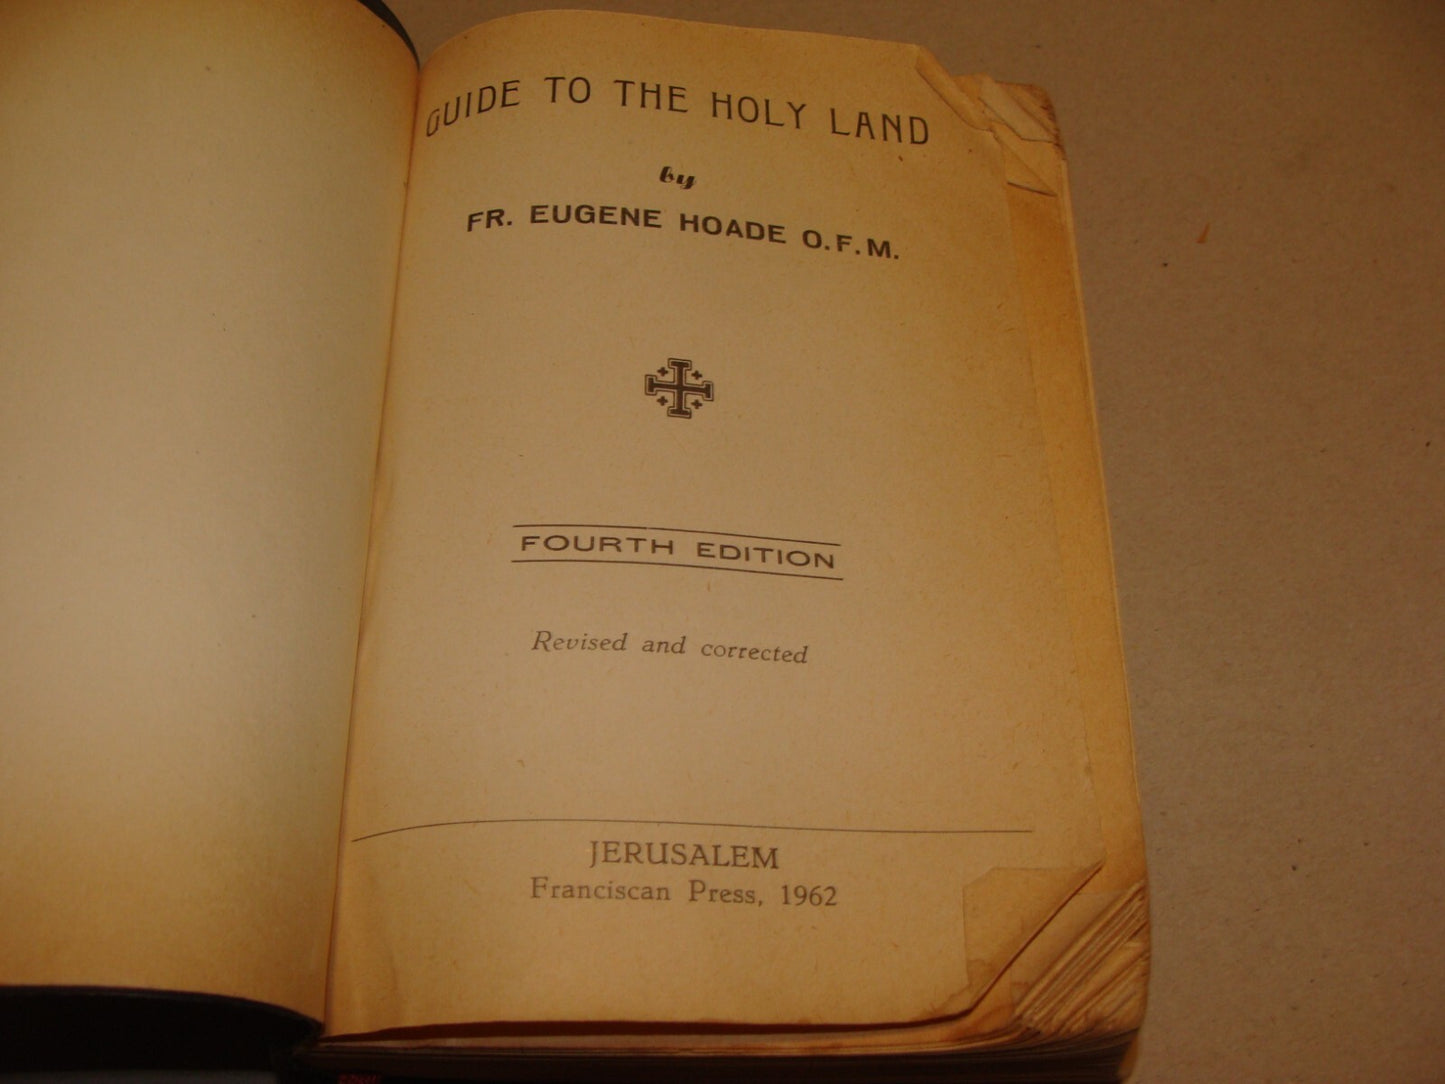 GUIDE TO THE HOLY LAND
by
FR. EUGENE HOADE O.F.M.
FOURTH EDITION
Revised and corrected
JERUSALEM
Franciscan Press, 1962